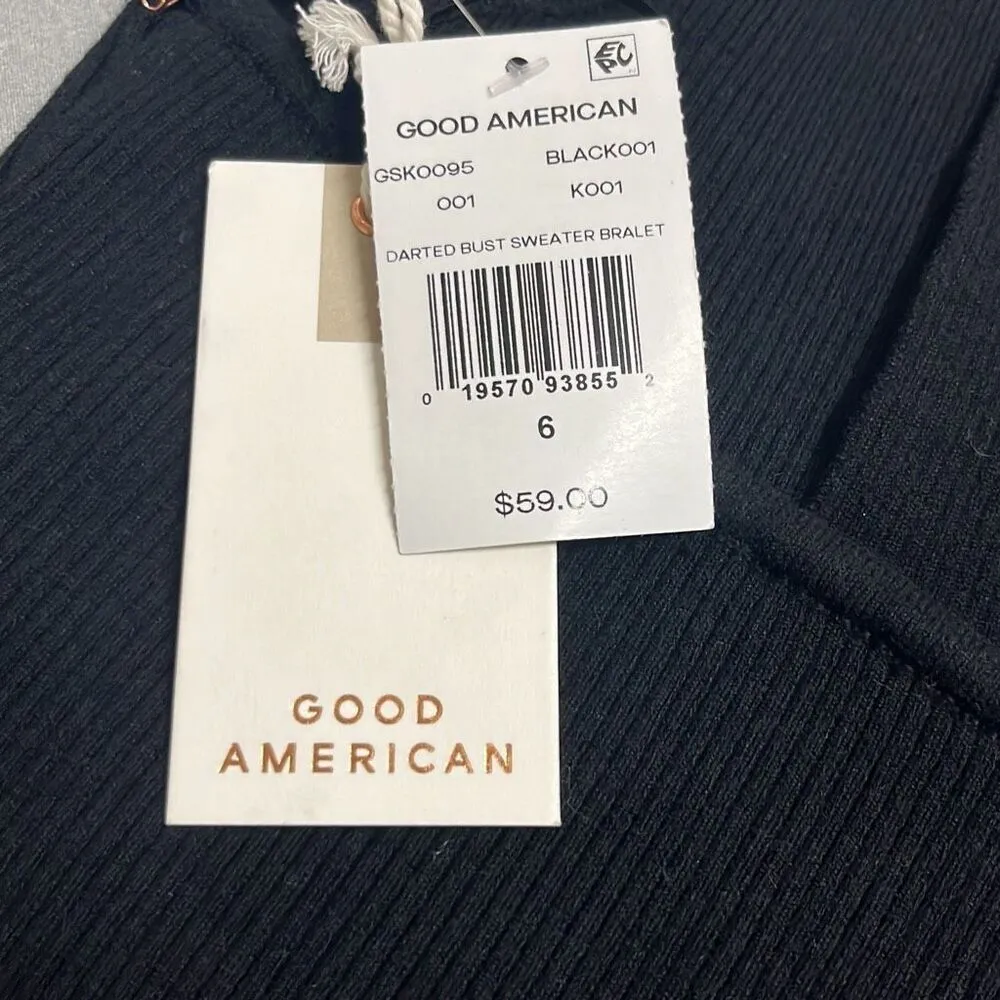 EPC
GOOD AMERICAN
GSK0095 BLACK001
001 K001
DARTED BUST SWEATER BRALET
0 19570 93855 2
6
$59.00
GOOD
AMERICAN